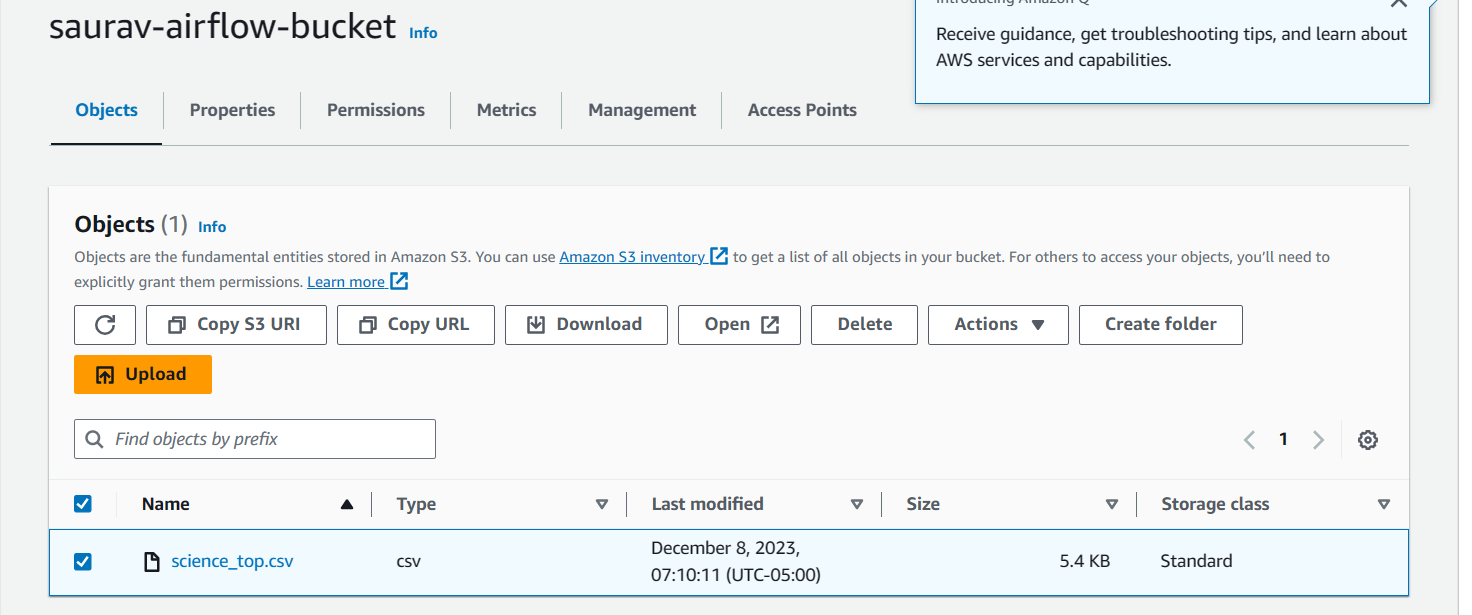 saurav-airflow-bucket Info
Introducing Amazon Q
Receive guidance, get troubleshooting tips, and learn about
AWS services and capabilities.
Objects Properties Permissions Metrics Management Access Points
Objects (1) Info
Objects are the fundamental entities stored in Amazon S3. You can use Amazon S3 inventory to get a list of all objects in your bucket. For others to access your objects, you'll need to
explicitly grant them permissions. Learn more
Copy S3 URI Copy URL Download Open Delete Actions Create folder
Upload
Find objects by prefix
1
Name Type Last modified Size Storage class
science_top.csv csv December 8, 2023,
07:10:11 (UTC-05:00) 5.4 KB Standard